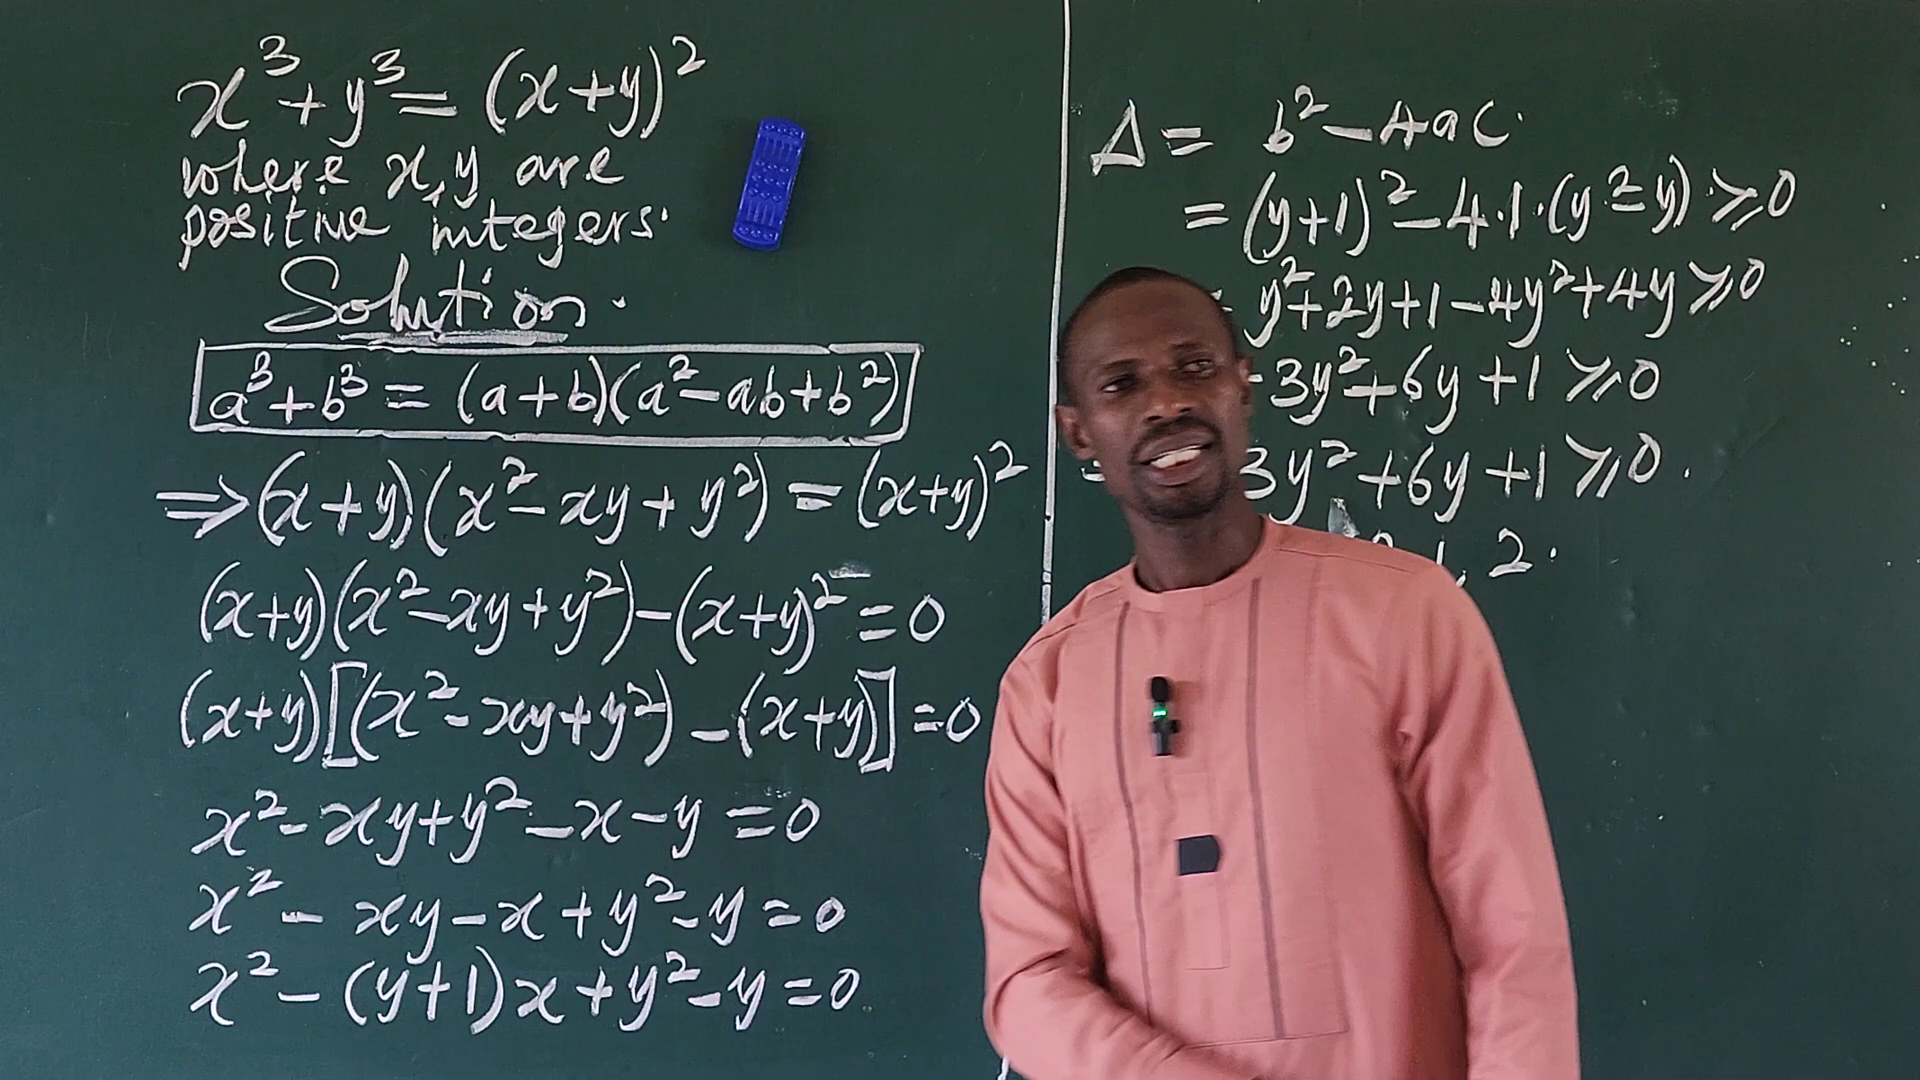 x³+y³=(x+y)²
where x,y are
positive integers.
Solution.
a³+b³=(a+b)(a²-ab+b²)
⇒(x+y)(x²-xy+y²)=(x+y)²
(x+y)(x²-xy+y²)-(x+y)²=0
(x+y)[(x²-xy+y²)-(x+y)]=0
x²-xy+y²-x-y=0
x²-xy-x+y²-y=0
x²-(y+1)x+y²-y=0
Δ= b²-4ac.
=(y+1)²-4.1.(y²-y)⩾0
y²+2y+1-4y²+4y⩾0
-3y²+6y+1⩾0
3y²+6y+1⩾0.
, 2.